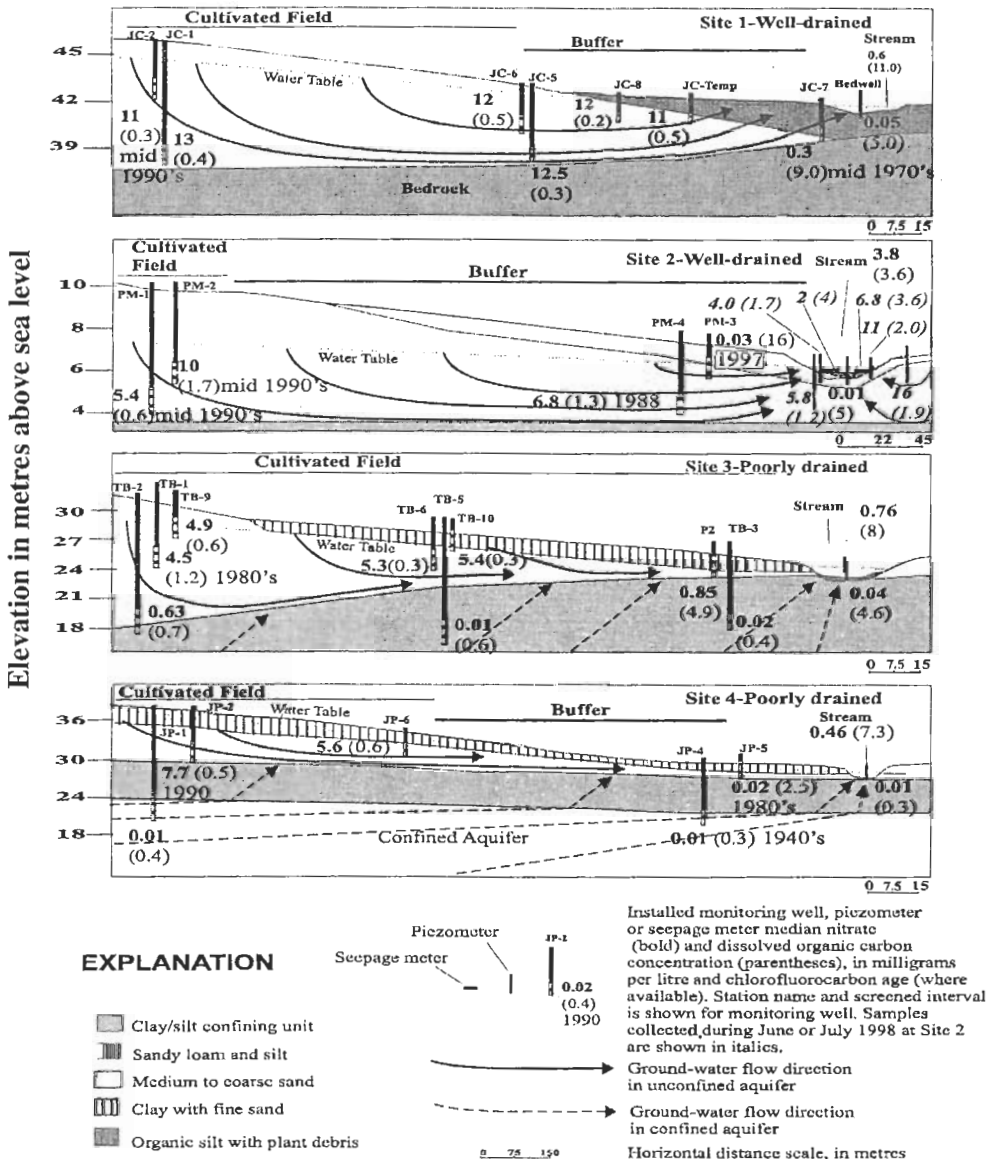 Elevation in metres above sea level
Cultivated Field
Site 1-Well-drained
JC-2 JC-1
Buffer
Stream
0.6
(11.0)
45
42
39
Water Table
JC-6 JC-5
JC-8
JC-Temp
JC-7
Bedwell
11
(0.3)
mid
1990's
13
(0.4)
12
(0.5)
12
(0.2)
11
(0.5)
0.05
(5.0)
0.3
(9.0)mid 1970's
12.5
(0.3)
Bedrock
0 7.5 15
Cultivated
Field
Buffer
Site 2-Well-drained
Stream 3.8
(3.6)
10
8
6
4
PM-1
PM-2
4.0 (1.7)
2 (4)
6.8 (3.6)
11 (2.0)
PM-4
PM-3
0.03 (16)
1997
Water Table
10
(1.7)mid 1990's
5.4
(0.6)mid 1990's
6.8 (1.3) 1988
5.8
(1.2)
0.01
(5)
16
(1.9)
0 22 45
Cultivated Field
Site 3-Poorly drained
TB-2
TB-1
TB-9
TB-6
TB-5
TB-10
P2
TB-3
Stream
0.76
(8)
30
27
24
21
18
4.9
(0.6)
4.5
(1.2) 1980's
Water Table
5.3(0.3)
5.4(0.3)
0.63
(0.7)
0.01
(0.6)
0.85
(4.9)
0.02
(0.4)
0.04
(4.6)
0 7.5 15
Cultivated Field
Site 4-Poorly drained
JP-2
Water Table
Buffer
Stream
0.46 (7.3)
36
30
24
18
JP-1
JP-6
5.6 (0.6)
JP-4
JP-5
7.7 (0.5)
1990
0.02 (2.5)
1980's
0.01
(0.3)
0.01
(0.4)
Confined Aquifer
0.01 (0.3) 1940's
0 7.5 15
EXPLANATION
Clay/silt confining unit
Sandy loam and silt
Medium to coarse sand
Clay with fine sand
Organic silt with plant debris
Piezometer
Seepage meter
0.02
(0.4)
1990
Installed monitoring well, piezometer
or seepage meter median nitrate
(bold) and dissolved organic carbon
concentration (parentheses), in milligrams
per litre and chlorofluorocarbon age (where
available). Station name and screened interval
is shown for monitoring well. Samples
collected during June or July 1998 at Site 2
are shown in italics.
Ground-water flow direction
in unconfined aquifer
Ground-water flow direction
in confined aquifer
Horizontal distance scale, in metres